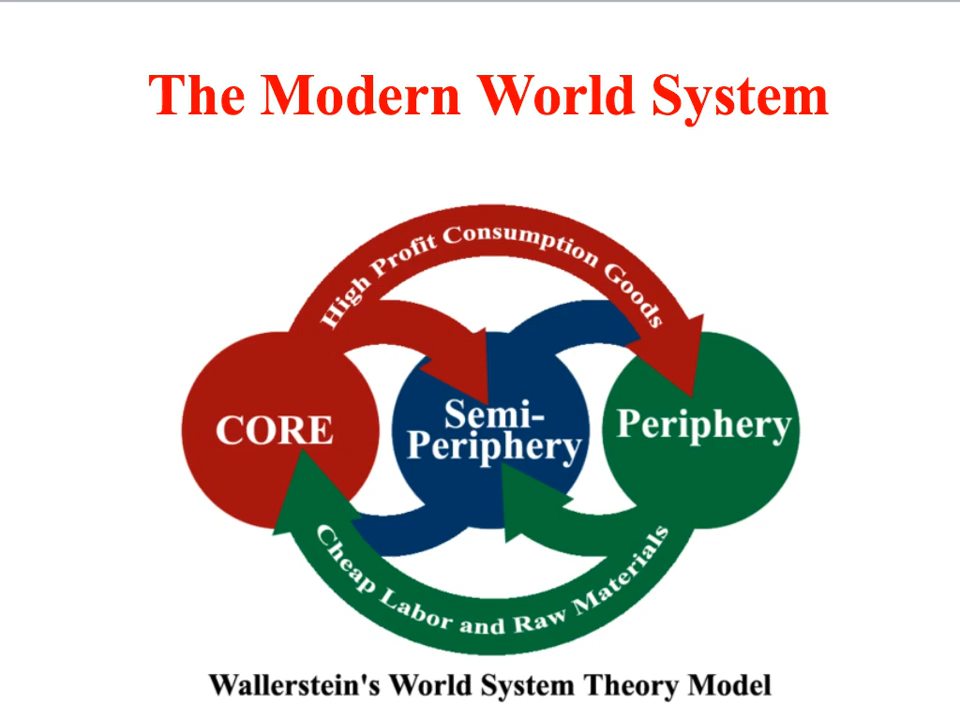 The Modern World System
High Profit Consumption Goods
CORE
Semi-
Periphery
Periphery
Cheap Labor and Raw Materials
Wallerstein's World System Theory Model